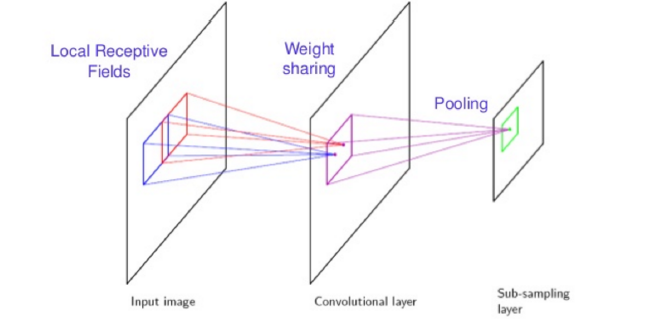 Local Receptive
Fields
Weight
sharing
Pooling
Input image
Convolutional layer
Sub-sampling
layer